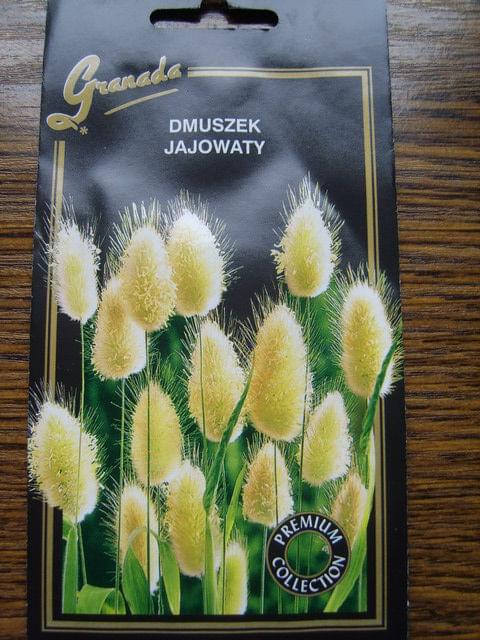 Granada
DMUSZEK
JAJOWATY
PREMIUM
COLLECTION